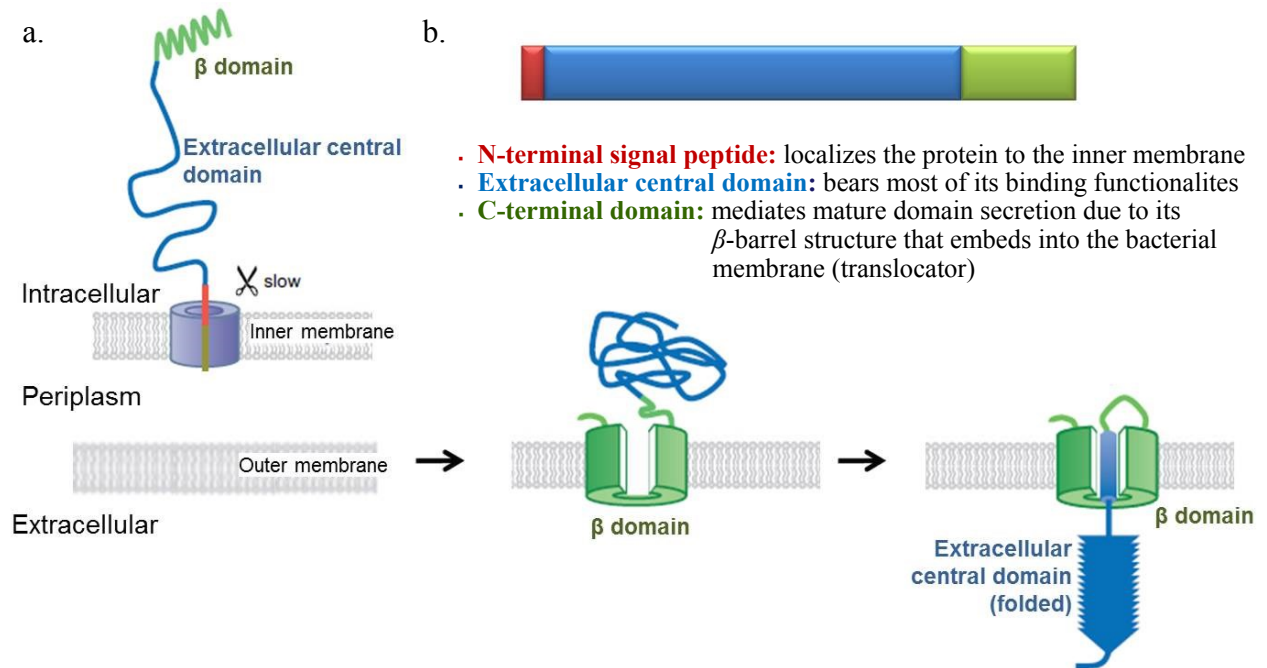 a.
β domain
Extracellular central
domain
slow
Intracellular
Inner membrane
Periplasm
Outer membrane
Extracellular
b.
N-terminal signal peptide: localizes the protein to the inner membrane
Extracellular central domain: bears most of its binding functionalites
C-terminal domain: mediates mature domain secretion due to its
β-barrel structure that embeds into the bacterial
membrane (translocator)
β domain
β domain
Extracellular
central domain
(folded)